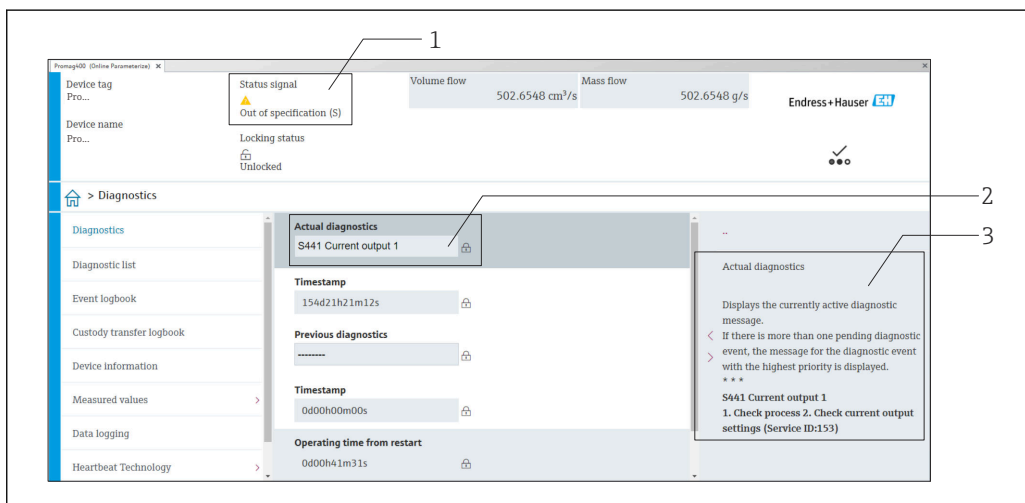 1
Promag400 (Online Parameterize) X
Device tag
Pro...
Device name
Pro...
Status signal
Out of specification (S)
Locking status
Unlocked
Volume flow
502.6548 cm³/s
Mass flow
502.6548 g/s
Endress+Hauser EH
> Diagnostics
2
3
Diagnostics
Diagnostic list
Event logbook
Custody transfer logbook
Device information
Measured values >
Data logging
Heartbeat Technology >
Actual diagnostics
S441 Current output 1
Timestamp
154d21h21m12s
Previous diagnostics
--------
Timestamp
0d00h00m00s
Operating time from restart
0d00h41m31s
..
Actual diagnostics
Displays the currently active diagnostic
message.
If there is more than one pending diagnostic
event, the message for the diagnostic event
with the highest priority is displayed.
* * *
S441 Current output 1
1. Check process 2. Check current output
settings (Service ID:153)